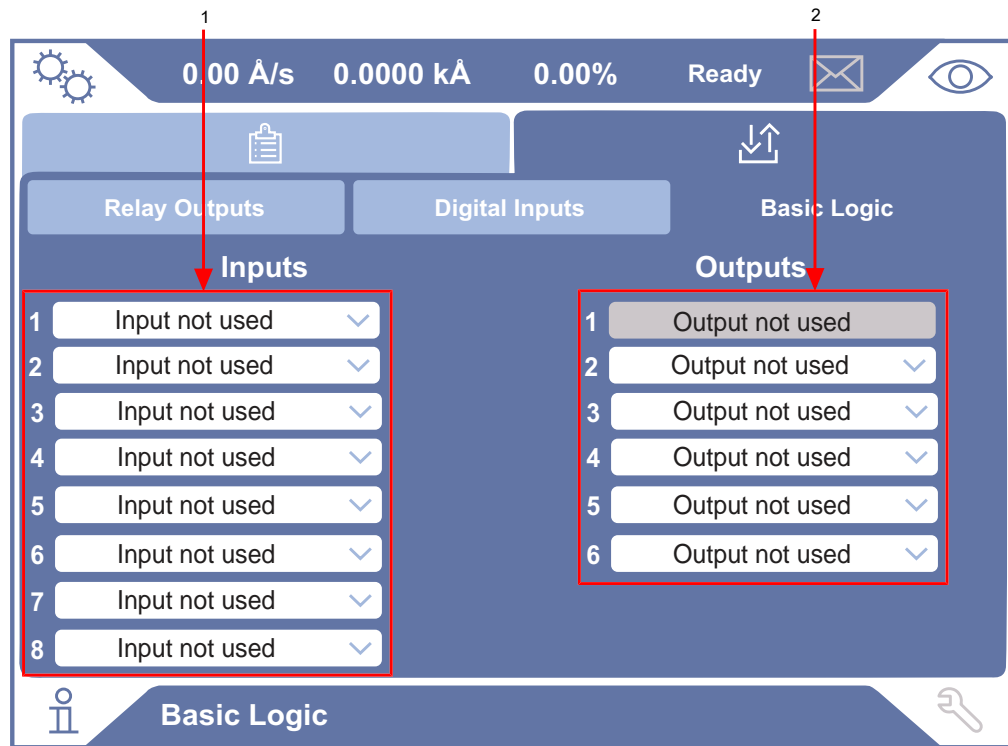 1 2
0.00 Å/s 0.0000 kÅ 0.00% Ready
Relay Outputs Digital Inputs Basic Logic
Inputs Outputs
1 Input not used 1 Output not used
2 Input not used 2 Output not used
3 Input not used 3 Output not used
4 Input not used 4 Output not used
5 Input not used 5 Output not used
6 Input not used 6 Output not used
7 Input not used
8 Input not used
Basic Logic